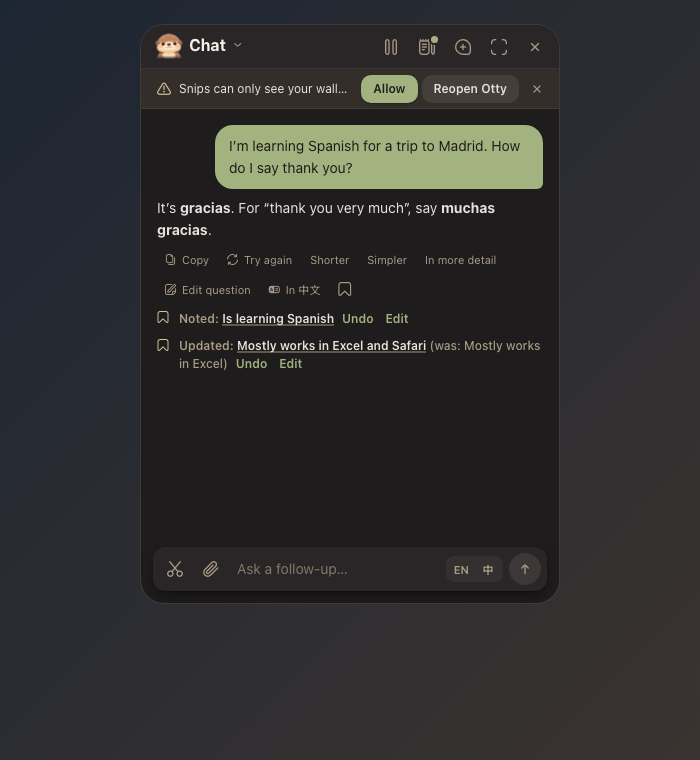 Chat
Snips can only see your wall…
Allow
Reopen Otty
I'm learning Spanish for a trip to Madrid. How
do I say thank you?
It's gracias. For “thank you very much”, say muchas
gracias.
Copy
Try again
Shorter
Simpler
In more detail
Edit question
In 中文
Noted: Is learning Spanish Undo Edit
Updated: Mostly works in Excel and Safari (was: Mostly works
in Excel) Undo Edit
Ask a follow-up…
EN 中